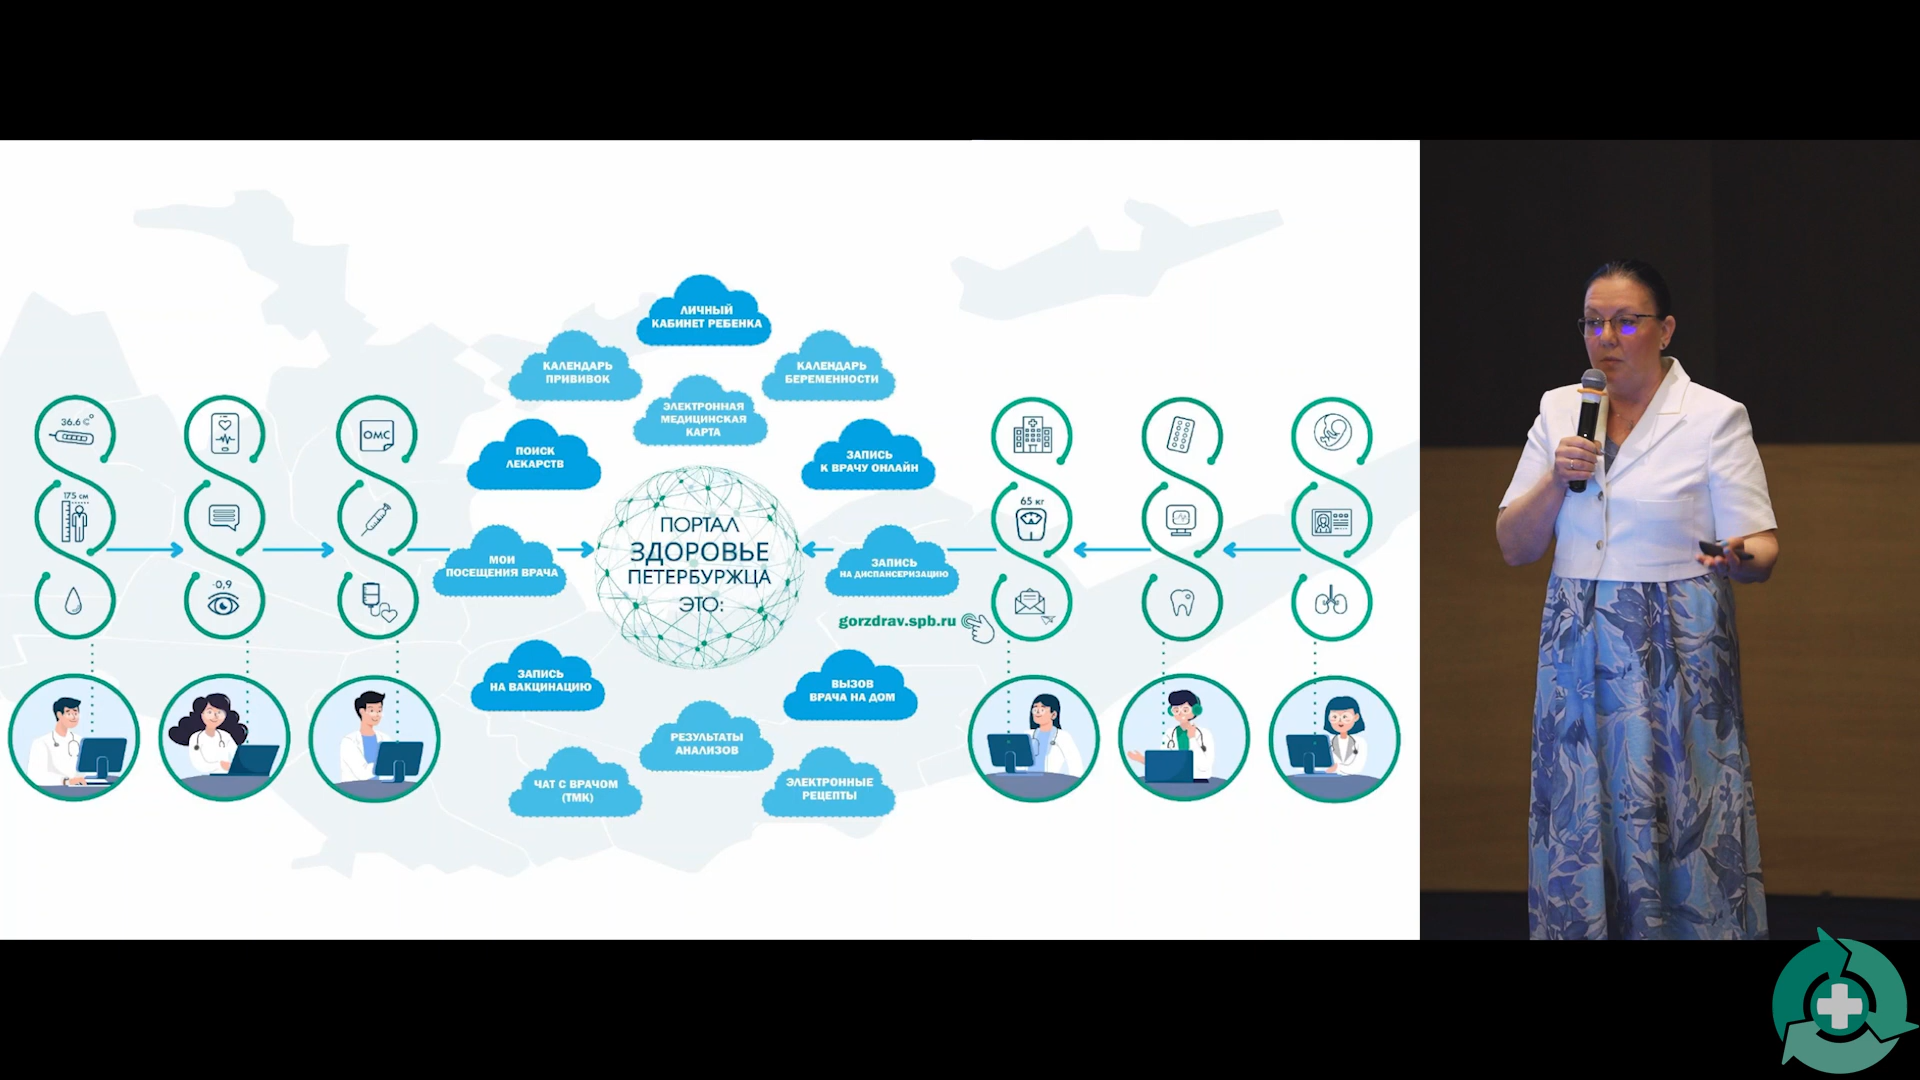 ЛИЧНЫЙ
КАБИНЕТ РЕБЕНКА
КАЛЕНДАРЬ
ПРИВИВОК
КАЛЕНДАРЬ
БЕРЕМЕННОСТИ
ЭЛЕКТРОННАЯ
МЕДИЦИНСКАЯ
КАРТА
ПОИСК
ЛЕКАРСТВ
ЗАПИСЬ
К ВРАЧУ ОНЛАЙН
36.6 C°
ОМС
175 см
65 кг
ПОРТАЛ
ЗДОРОВЬЕ
ПЕТЕРБУРЖЦА
ЭТО:
МОИ
ПОСЕЩЕНИЯ ВРАЧА
ЗАПИСЬ
НА ДИСПАНСЕРИЗАЦИЮ
-0,9
gorzdrav.spb.ru
ЗАПИСЬ
НА ВАКЦИНАЦИЮ
ВЫЗОВ
ВРАЧА НА ДОМ
РЕЗУЛЬТАТЫ
АНАЛИЗОВ
ЧАТ С ВРАЧОМ
(ТМК)
ЭЛЕКТРОННЫЕ
РЕЦЕПТЫ